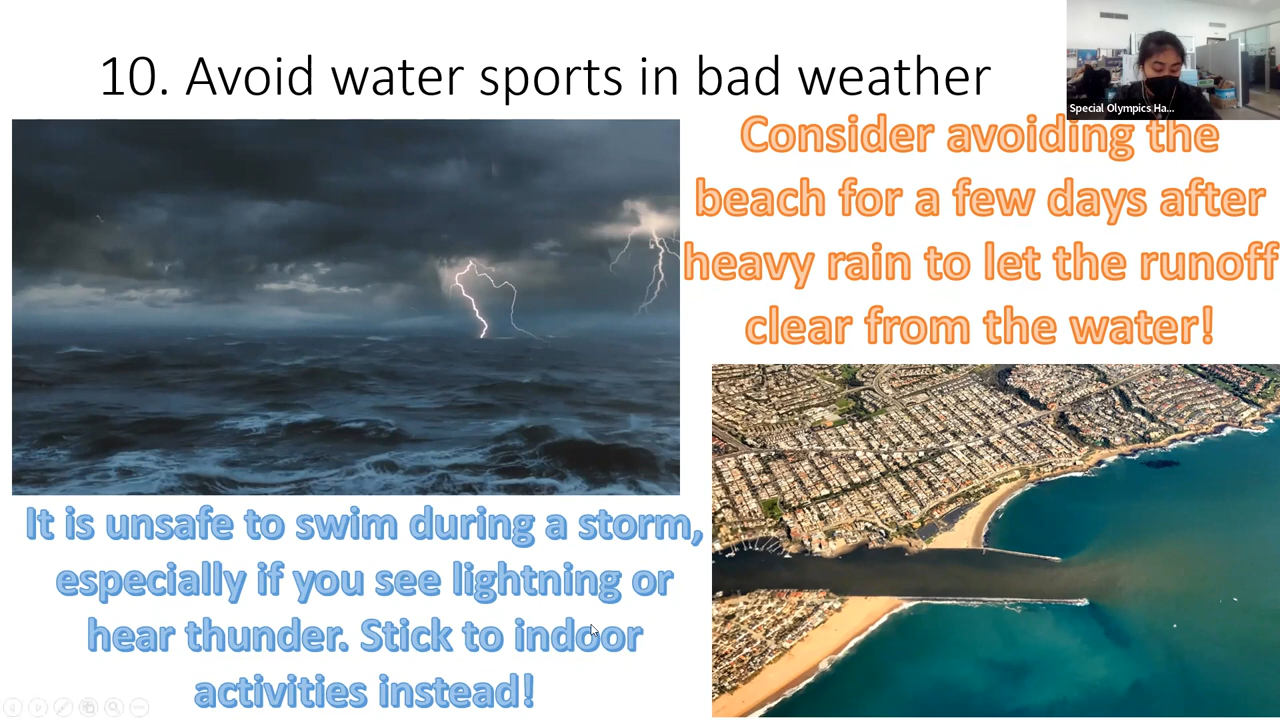 10. Avoid water sports in bad weather
Special Olympics Ha...
Consider avoiding the
beach for a few days after
heavy rain to let the runoff
clear from the water!
It is unsafe to swim during a storm,
especially if you see lightning or
hear thunder. Stick to indoor
activities instead!